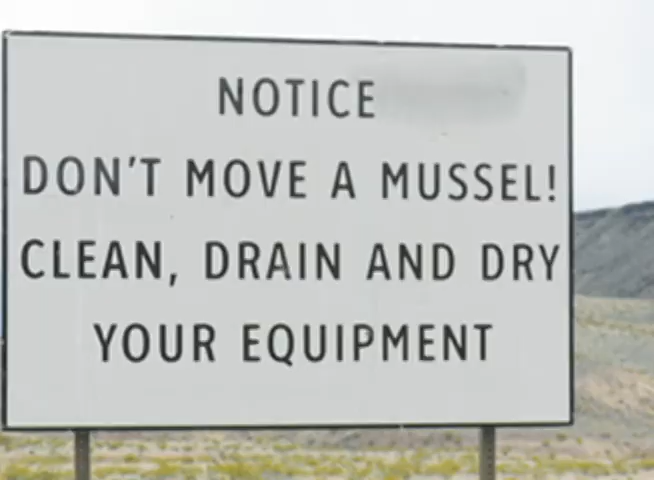 NOTICE
DON'T MOVE A MUSSEL!
CLEAN, DRAIN AND DRY
YOUR EQUIPMENT